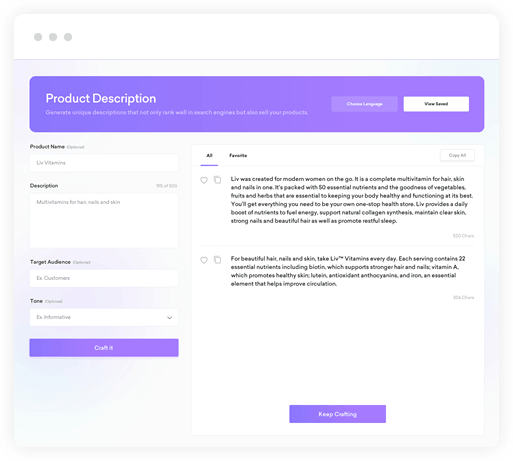 Product Description
Generate unique descriptions that not only rank well in search engines but also sell your products.
Choose Language
View Saved
Product Name (Optional)
Liv Vitamins
Description
Multivitamins for hair, nails and skin
Target Audience (Optional)
Ex. Customers
Tone (Optional)
Ex. Informative
Craft it
All
Favorite
Copy All
Liv was created for modern women on the go. It is a complete multivitamin for hair, skin
and nails in one. It's packed with 50 essential nutrients and the goodness of vegetables,
fruits and herbs that are essential to keeping your body healthy and functioning at its best.
You'll get everything you need to be your own one-stop health store. Liv provides a daily
boost of nutrients to fuel energy, support natural collagen synthesis, maintain clear skin,
strong nails and beautiful hair as well as promote restful sleep.
Chars
For beautiful hair, nails and skin, take Liv™ Vitamins every day. Each serving contains 22
essential nutrients including biotin, which supports stronger hair and nails; vitamin A,
which promotes healthy skin; lutein, antioxidant anthocyanins, and iron, an essential
element that helps improve circulation.
Chars
Keep Crafting